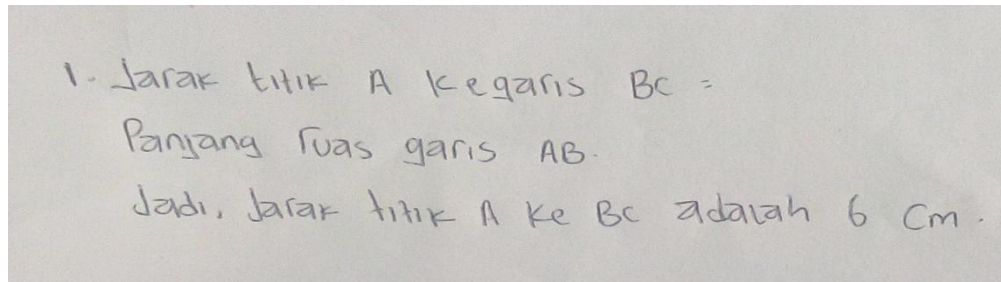 1. Jarak titik A kegaris BC =
Panjang ruas garis AB.
Jadi, Jarak titik A ke BC adalah 6 cm.